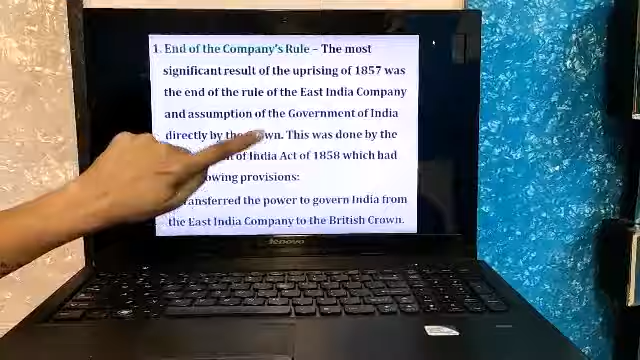 1. End of the Company's Rule – The most
significant result of the uprising of 1857 was
the end of the rule of the East India Company
and assumption of the Government of India
directly by the wn. This was done by the
of India Act of 1858 which had
owing provisions:
ransferred the power to govern India from
the East India Company to the British Crown.
lenovo